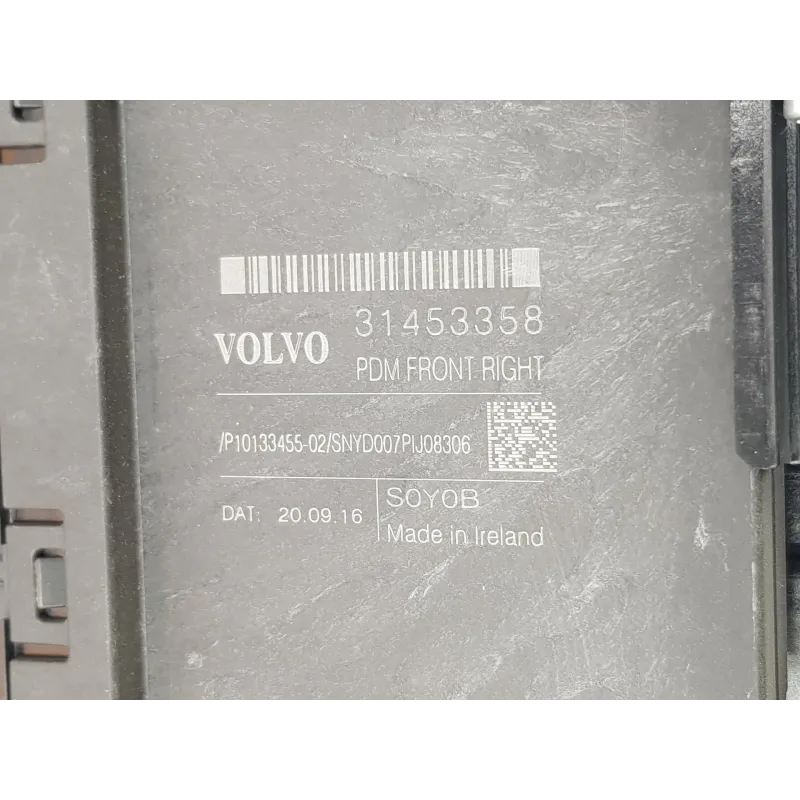 31453358
VOLVO
PDM FRONT RIGHT
/P10133455-02/SNYD007PIJ08306
DAT: 20.09.16
S0Y0B
Made in Ireland